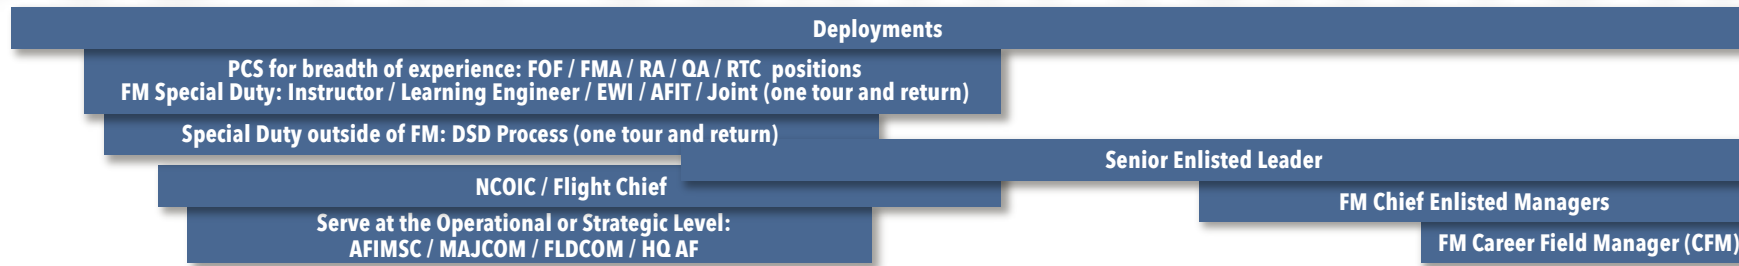 Deployments
PCS for breadth of experience: FOF / FMA / RA / QA / RTC positions
FM Special Duty: Instructor / Learning Engineer / EWI / AFIT / Joint (one tour and return)
Special Duty outside of FM: DSD Process (one tour and return)
Senior Enlisted Leader
NCOIC / Flight Chief
FM Chief Enlisted Managers
Serve at the Operational or Strategic Level:
AFIMSC / MAJCOM / FLDCOM / HQ AF
FM Career Field Manager (CFM)